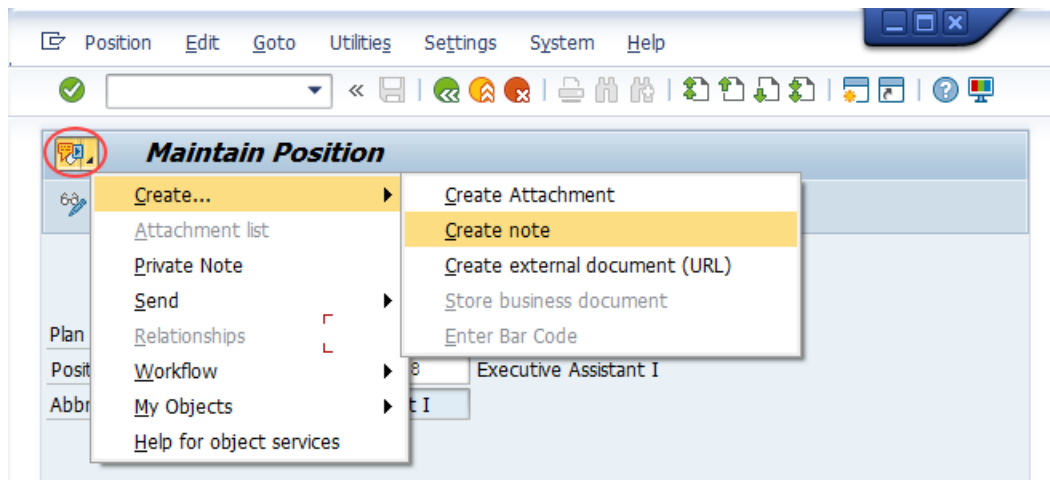 Position Edit Goto Utilities Settings System Help
Maintain Position
Create...
Attachment list
Private Note
Send
Relationships
Workflow
My Objects
Help for object services
Create Attachment
Create note
Create external document (URL)
Store business document
Enter Bar Code
Plan
Posit 8 Executive Assistant I
Abbr t I